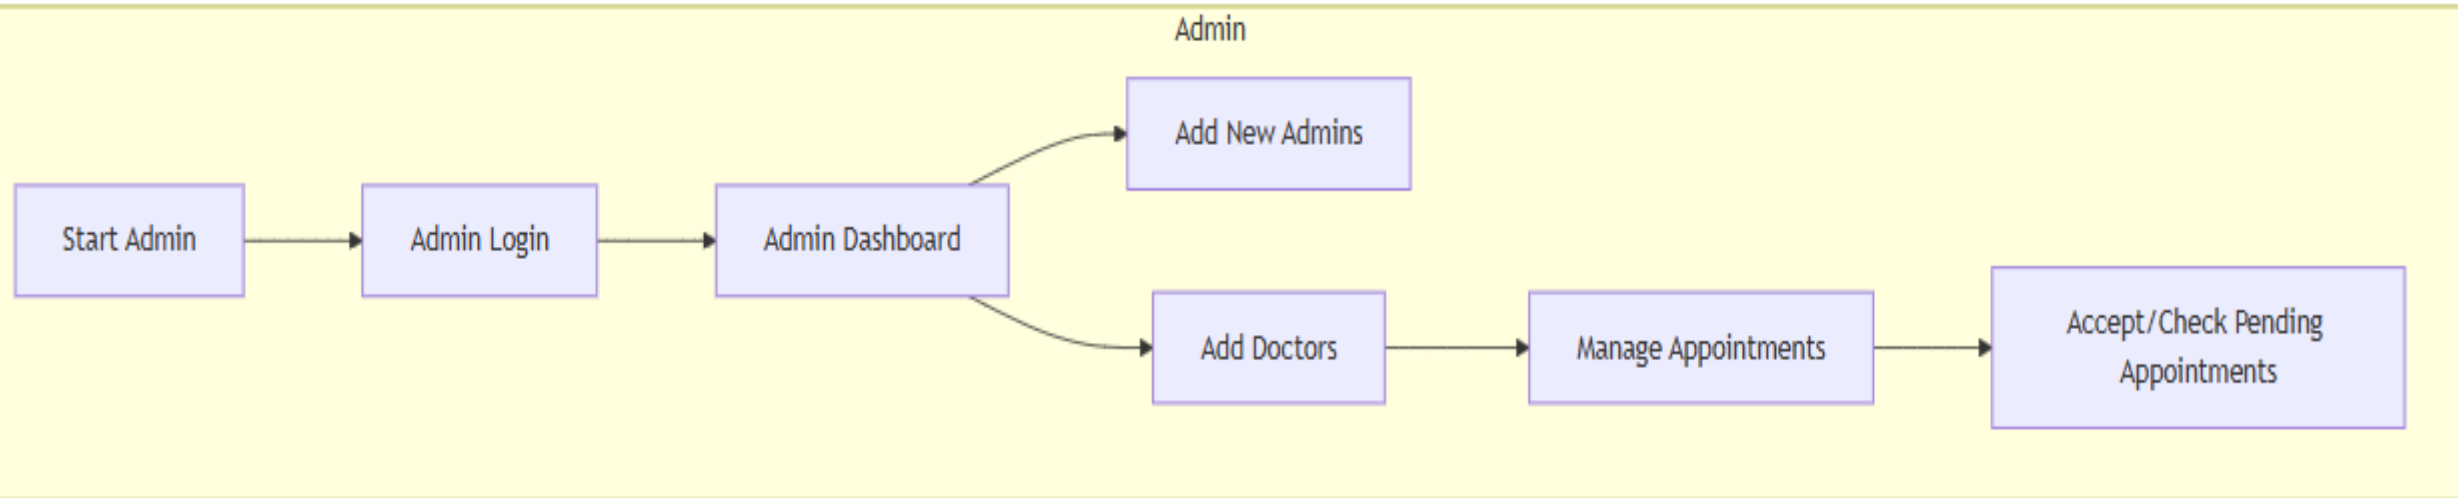 Admin
Add New Admins
Start Admin
Admin Login
Admin Dashboard
Add Doctors
Manage Appointments
Accept/Check Pending
Appointments